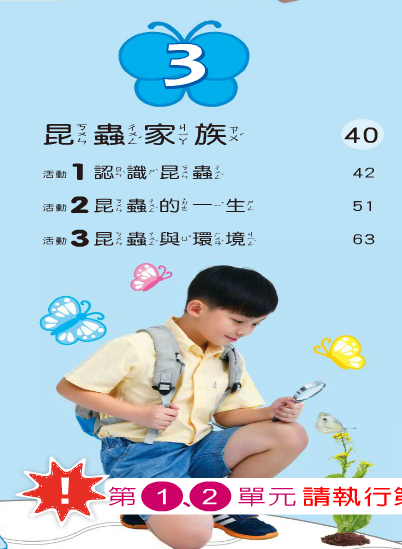 3
昆蟲家族 40
活動1 認識昆蟲 42
活動2 昆蟲的一生 51
活動3 昆蟲與環境 63
! 第1、2單元請執行第